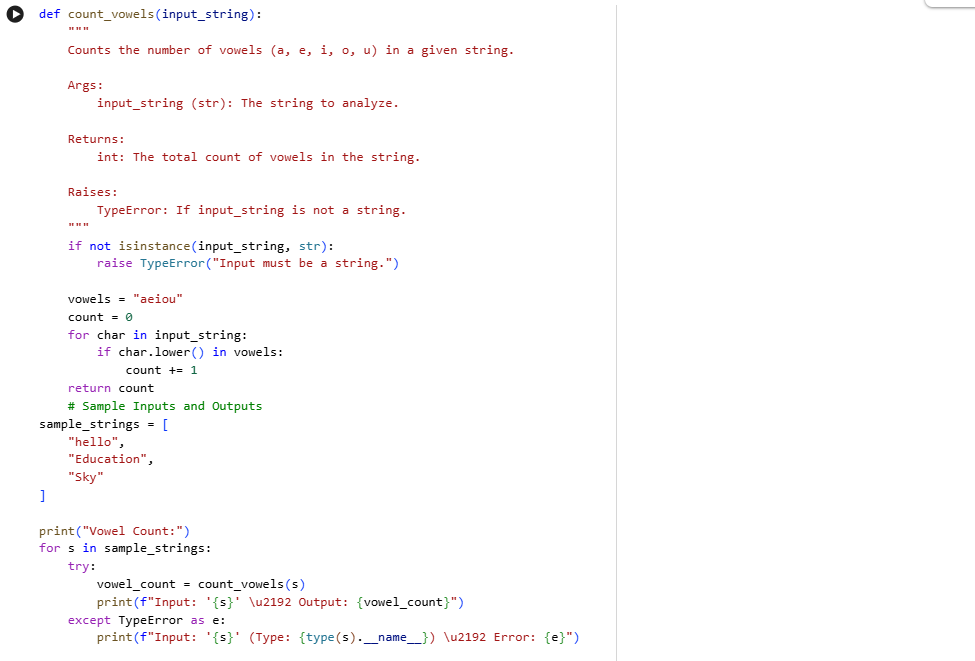 def count_vowels(input_string):
    """
    Counts the number of vowels (a, e, i, o, u) in a given string.

    Args:
        input_string (str): The string to analyze.

    Returns:
        int: The total count of vowels in the string.

    Raises:
        TypeError: If input_string is not a string.
    """
    if not isinstance(input_string, str):
        raise TypeError("Input must be a string.")

    vowels = "aeiou"
    count = 0
    for char in input_string:
        if char.lower() in vowels:
            count += 1
    return count
    # Sample Inputs and Outputs
sample_strings = [
    "hello",
    "Education",
    "Sky"
]

print("Vowel Count:")
for s in sample_strings:
    try:
        vowel_count = count_vowels(s)
        print(f"Input: '{s}' \u2192 Output: {vowel_count}")
    except TypeError as e:
        print(f"Input: '{s}' (Type: {type(s).__name__}) \u2192 Error: {e}")